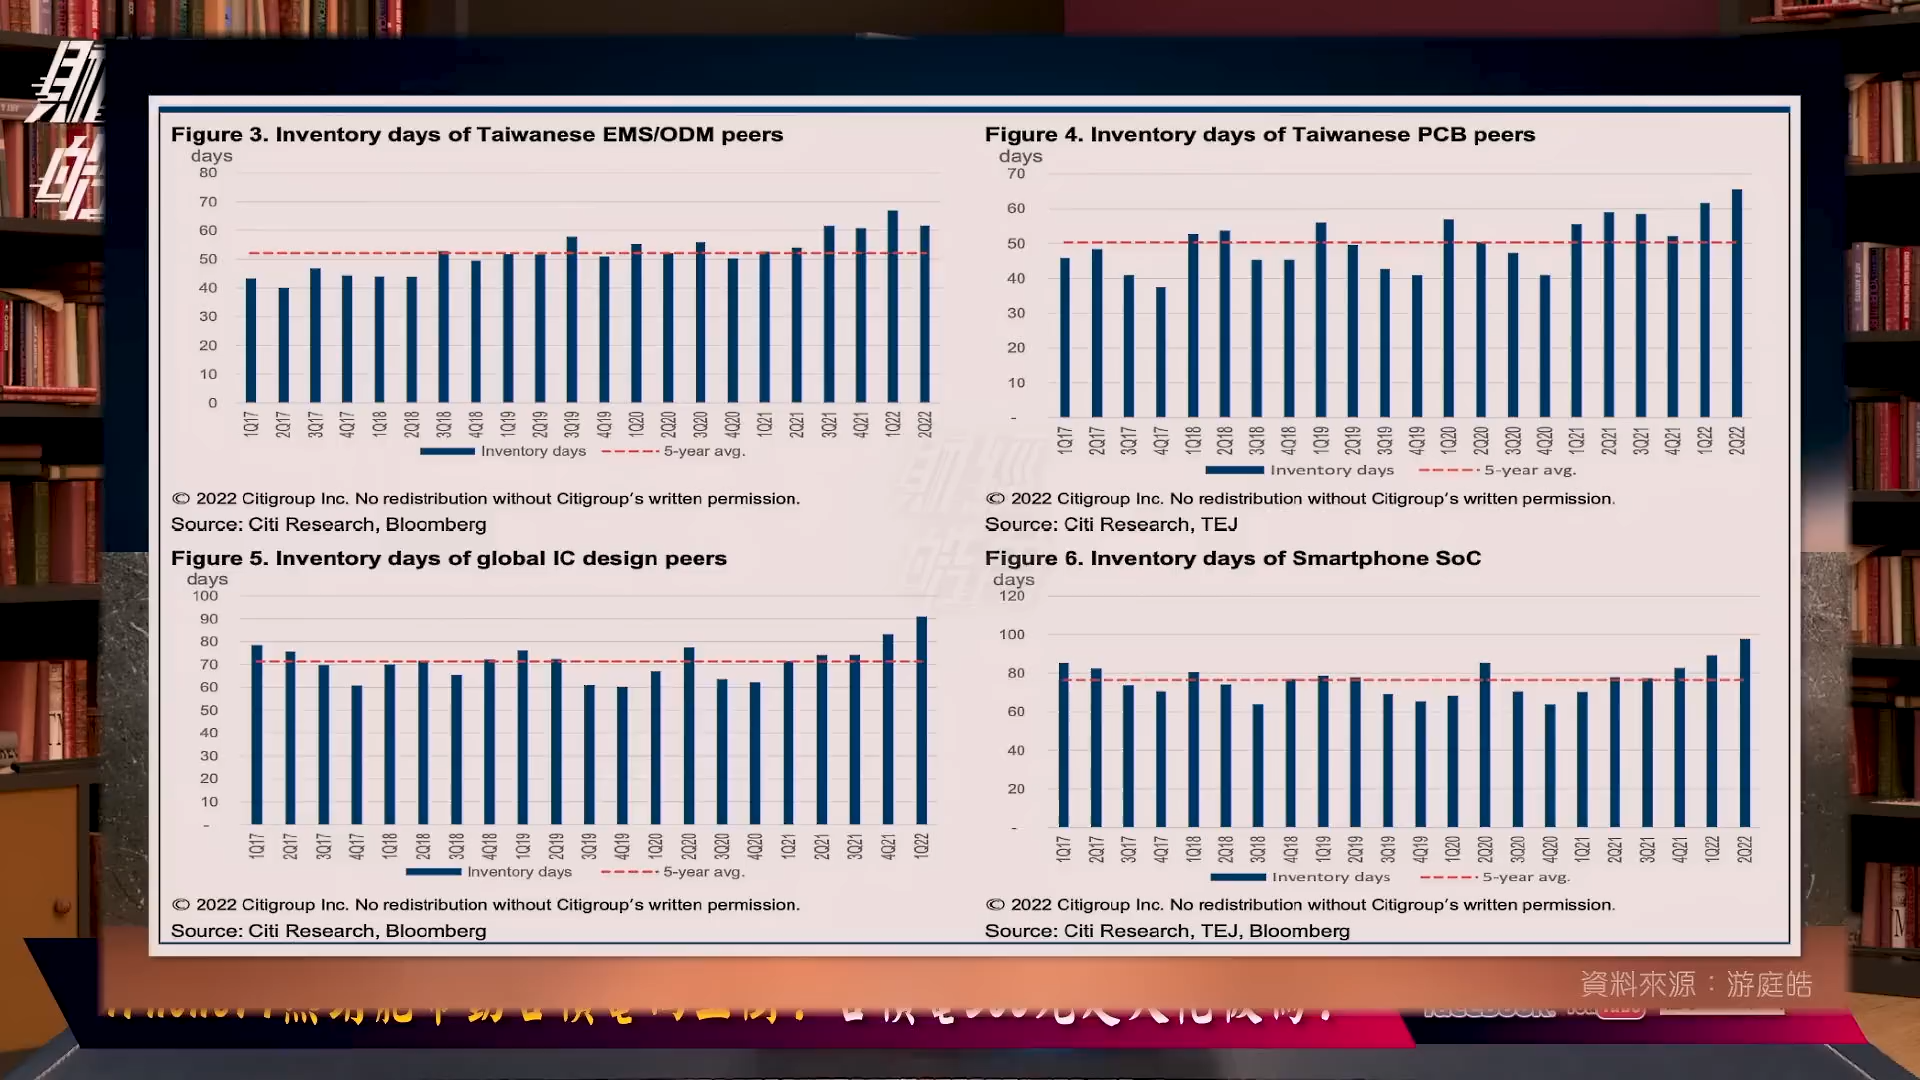 Figure 3. Inventory days of Taiwanese EMS/ODM peers
days
80
70
60
50
40
30
20
10
0
1Q17 2Q17 3Q17 4Q17 1Q18 2Q18 3Q18 4Q18 1Q19 2Q19 3Q19 4Q19 1Q20 2Q20 3Q20 4Q20 1Q21 2Q21 3Q21 4Q21 1Q22 2Q22
Inventory days 5-year avg.
© 2022 Citigroup Inc. No redistribution without Citigroup's written permission.
Source: Citi Research, Bloomberg
Figure 4. Inventory days of Taiwanese PCB peers
days
70
60
50
40
30
20
10
-
1Q17 2Q17 3Q17 4Q17 1Q18 2Q18 3Q18 4Q18 1Q19 2Q19 3Q19 4Q19 1Q20 2Q20 3Q20 4Q20 1Q21 2Q21 3Q21 4Q21 1Q22 2Q22
Inventory days 5-year avg.
© 2022 Citigroup Inc. No redistribution without Citigroup's written permission.
Source: Citi Research, TEJ
Figure 5. Inventory days of global IC design peers
days
100
90
80
70
60
50
40
30
20
10
-
1Q17 2Q17 3Q17 4Q17 1Q18 2Q18 3Q18 4Q18 1Q19 2Q19 3Q19 4Q19 1Q20 2Q20 3Q20 4Q20 1Q21 2Q21 3Q21 4Q21 1Q22
Inventory days 5-year avg.
© 2022 Citigroup Inc. No redistribution without Citigroup's written permission.
Source: Citi Research, Bloomberg
Figure 6. Inventory days of Smartphone SoC
days
120
100
80
60
40
20
-
1Q17 2Q17 3Q17 4Q17 1Q18 2Q18 3Q18 4Q18 1Q19 2Q19 3Q19 4Q19 1Q20 2Q20 3Q20 4Q20 1Q21 2Q21 3Q21 4Q21 1Q22 2Q22
Inventory days 5-year avg.
© 2022 Citigroup Inc. No redistribution without Citigroup's written permission.
Source: Citi Research, TEJ, Bloomberg
資料來源：游庭皓